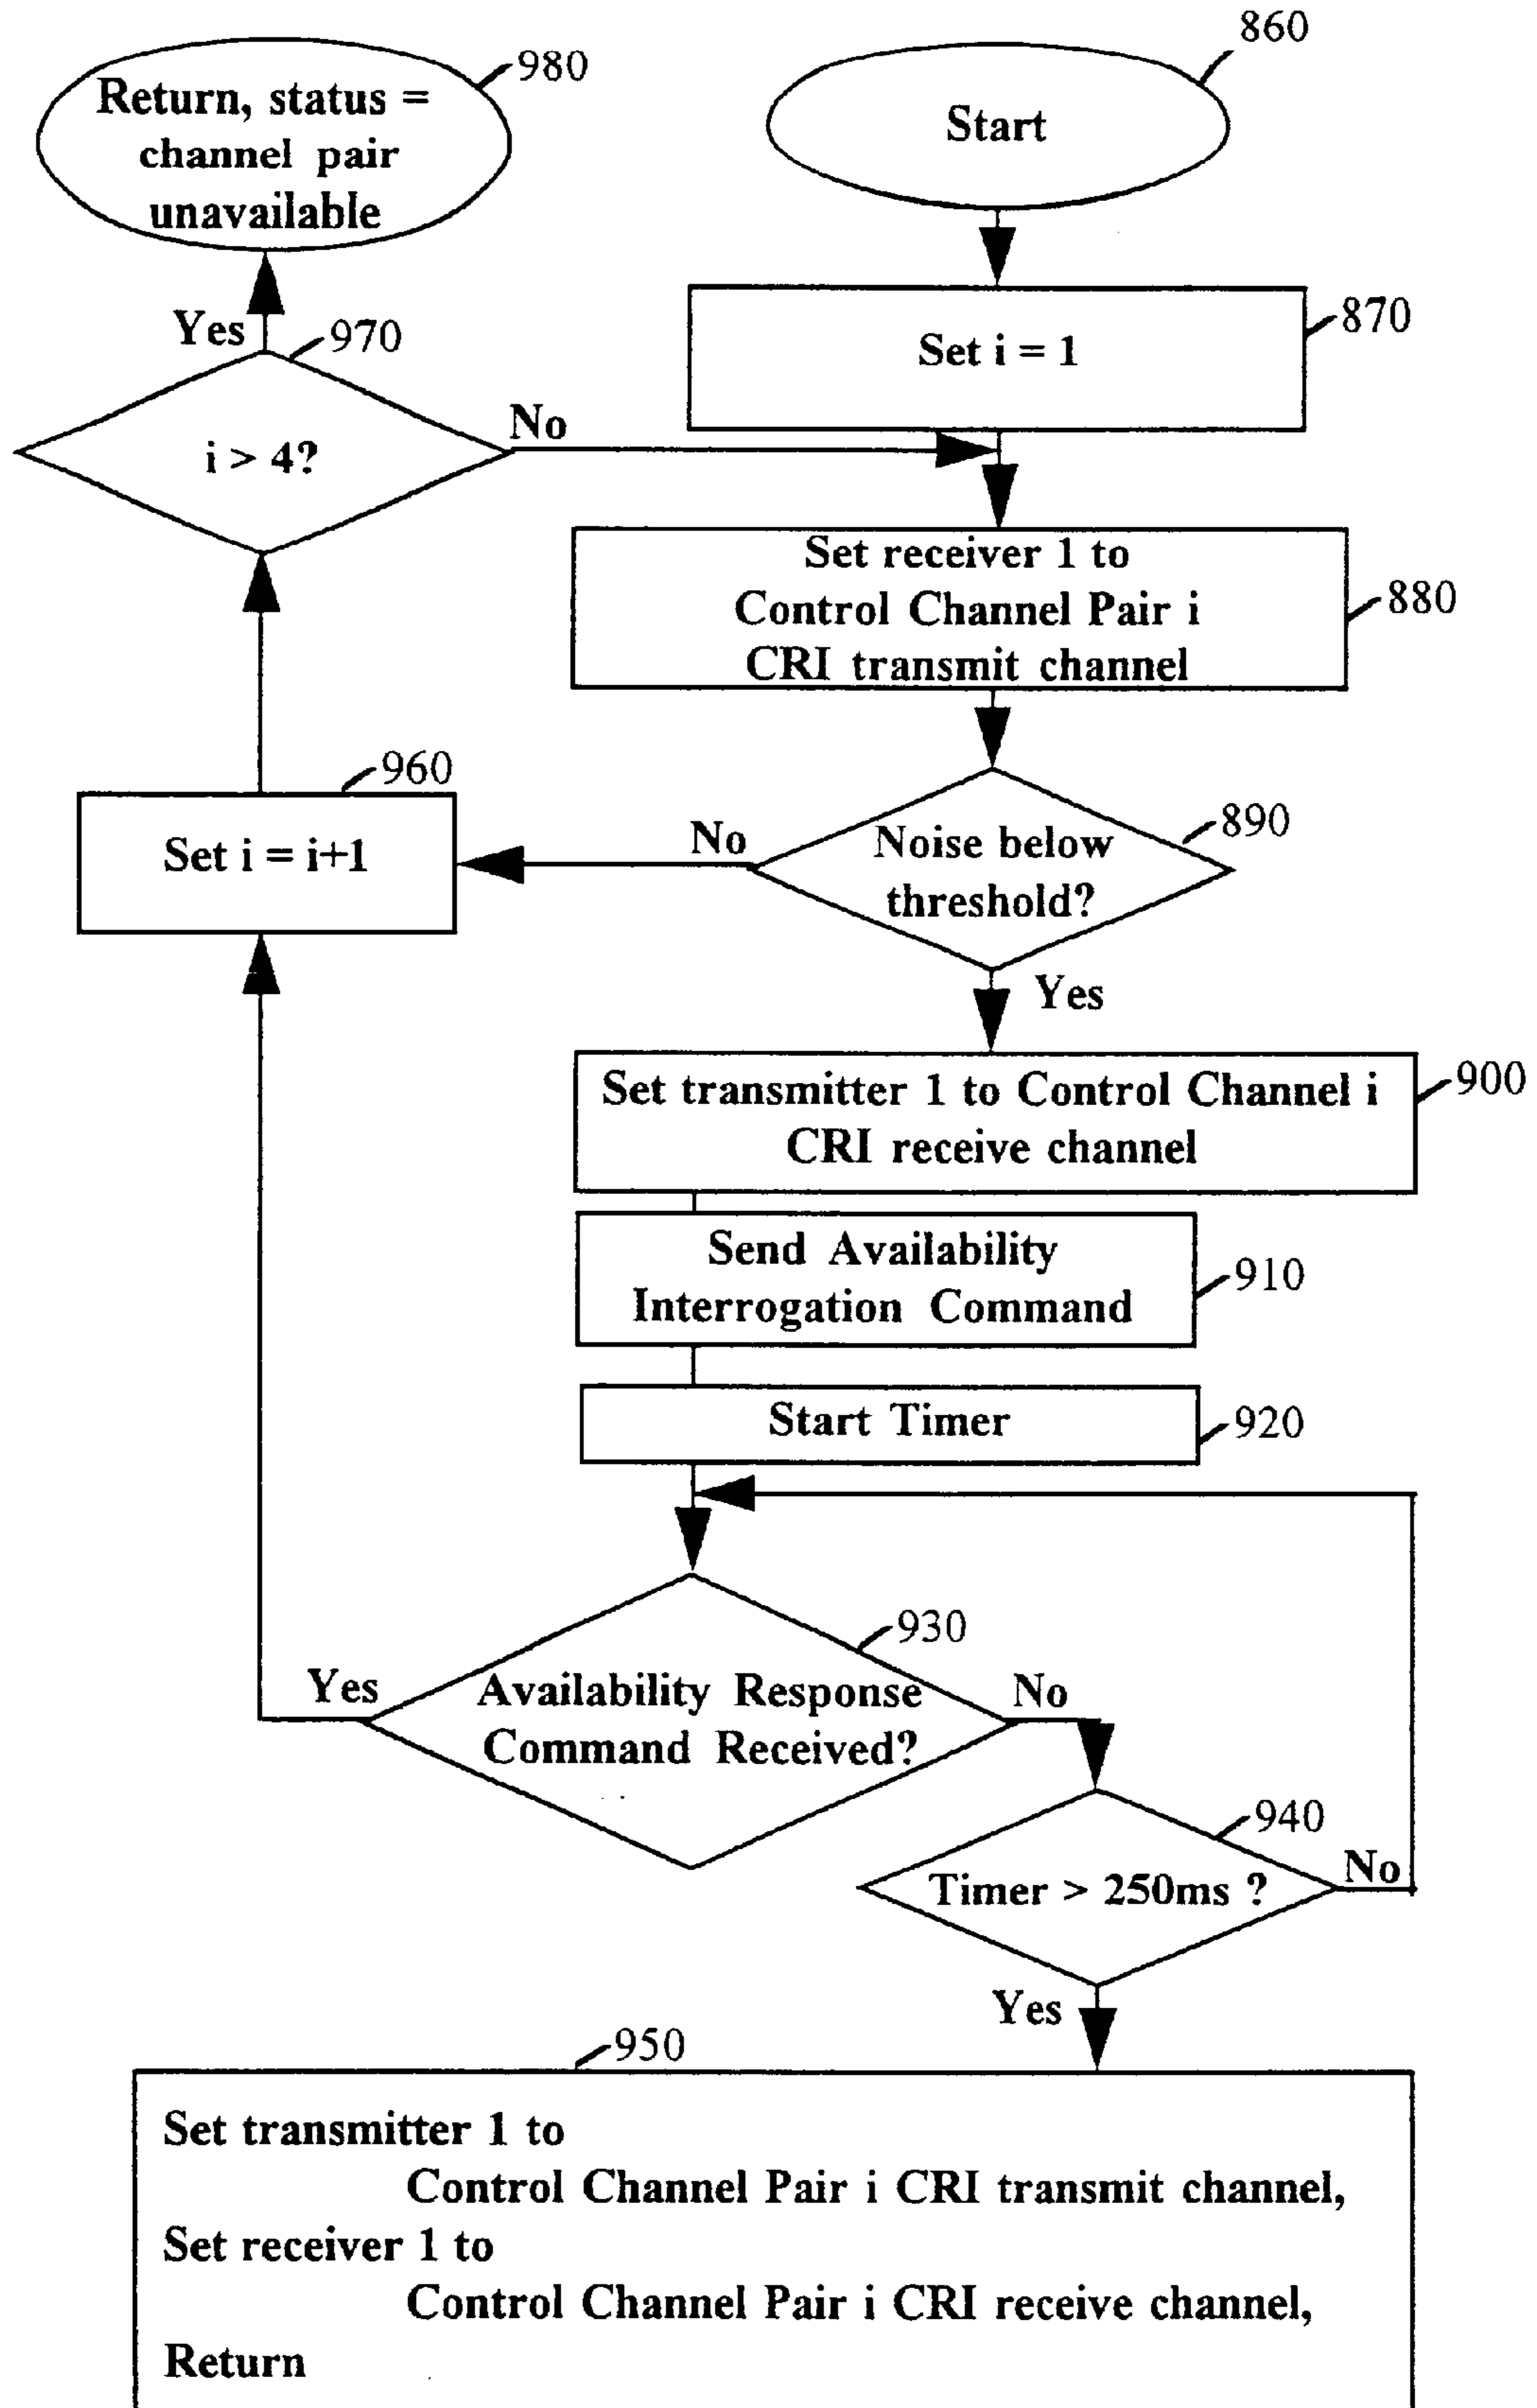 860
Start
980
Return, status =
channel pair
unavailable
870
Set i = 1
Yes
970
i > 4?
No
Set receiver 1 to
Control Channel Pair i
CRI transmit channel
880
960
Set i = i+1
No
890
Noise below
threshold?
Yes
Set transmitter 1 to Control Channel i
CRI receive channel
900
Send Availability
Interrogation Command
910
Start Timer
920
930
Yes
Availability Response
Command Received?
No
940
Timer > 250ms ?
No
Yes
950
Set transmitter 1 to
Control Channel Pair i CRI transmit channel,
Set receiver 1 to
Control Channel Pair i CRI receive channel,
Return